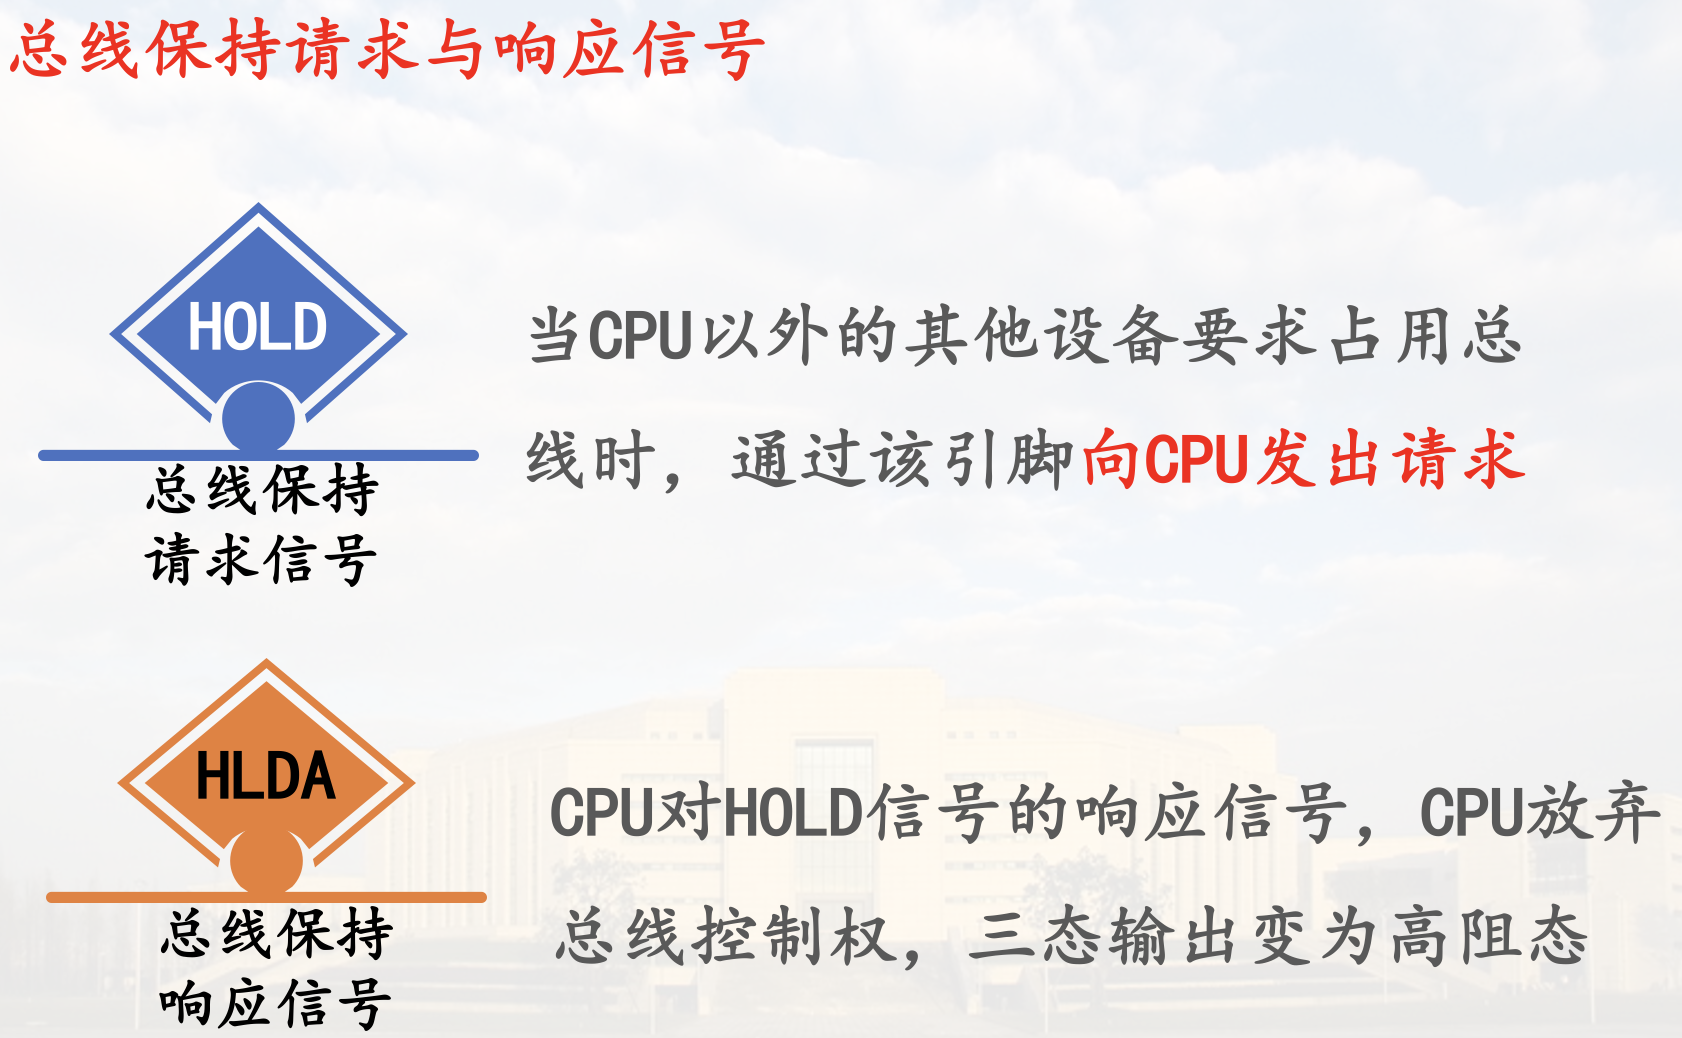 总线保持请求与响应信号
HOLD
当CPU以外的其他设备要求占用总
线时，通过该引脚向CPU发出请求
总线保持
请求信号
HLDA
CPU对HOLD信号的响应信号，CPU放弃
总线控制权，三态输出变为高阻态
总线保持
响应信号